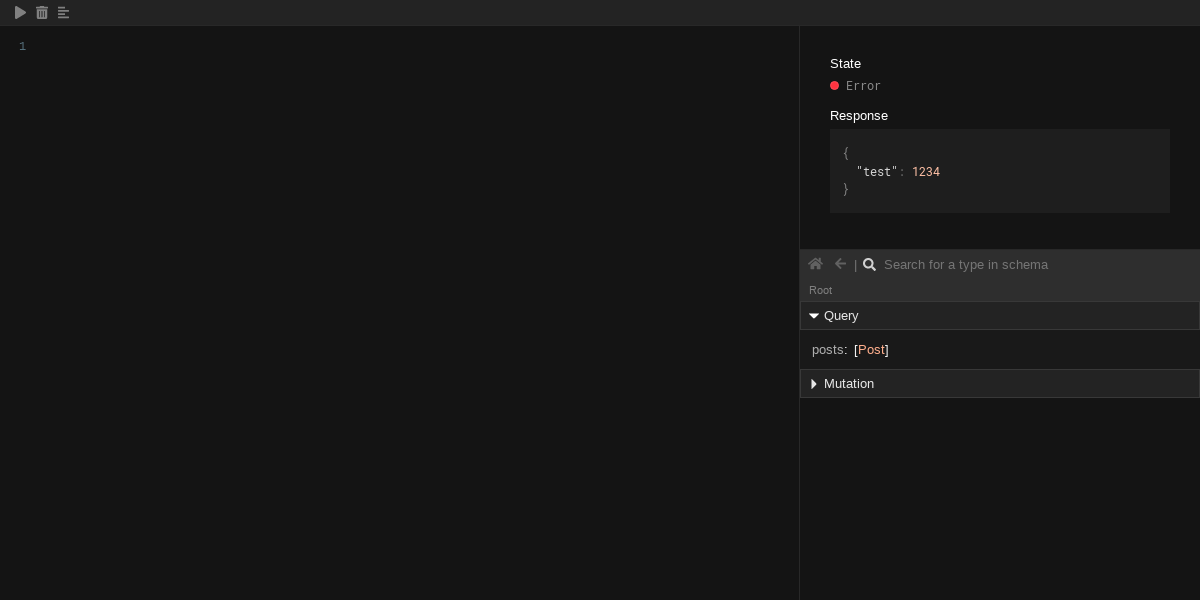 1
State
Error
Response
{
"test": 1234
}
| Search for a type in schema
Root
Query
posts: [Post]
Mutation